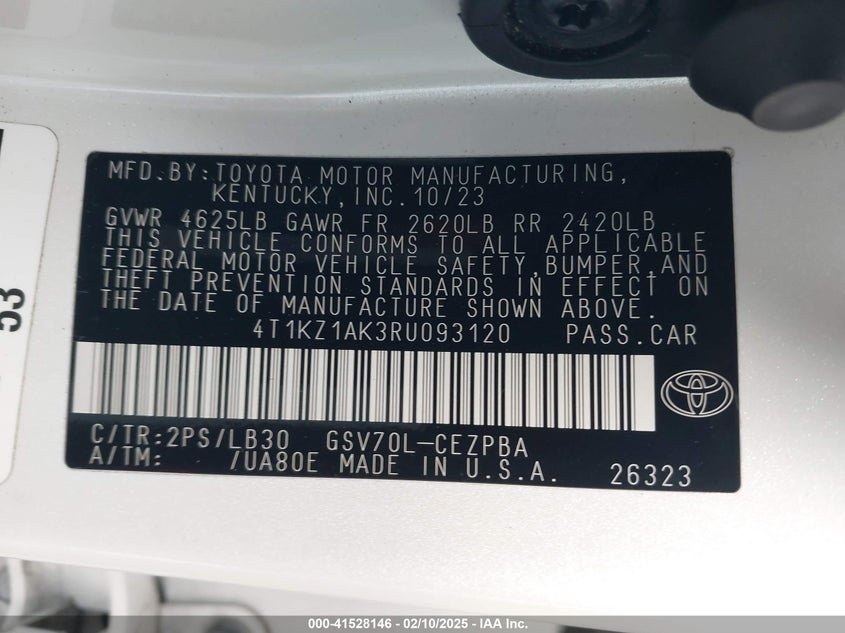 MFD.BY:TOYOTA MOTOR MANUFACTURING,
KENTUCKY,INC.10/23
GVWR 4625LB GAWR FR 2620LB RR 2420LB
THIS VEHICLE CONFORMS TO ALL APPLICABLE
FEDERAL MOTOR VEHICLE SAFETY,BUMPER,AND
THEFT PREVENTION STANDARDS IN EFFECT ON
THE DATE OF MANUFACTURE SHOWN ABOVE.
4T1KZ1AK3RU093120 PASS.CAR
C/TR:2PS/LB30 GSV70L-CEZPBA
A/TM: /UA80E MADE IN U.S.A. 26323
53
000-41528146 - 02/10/2025 - IAA Inc.